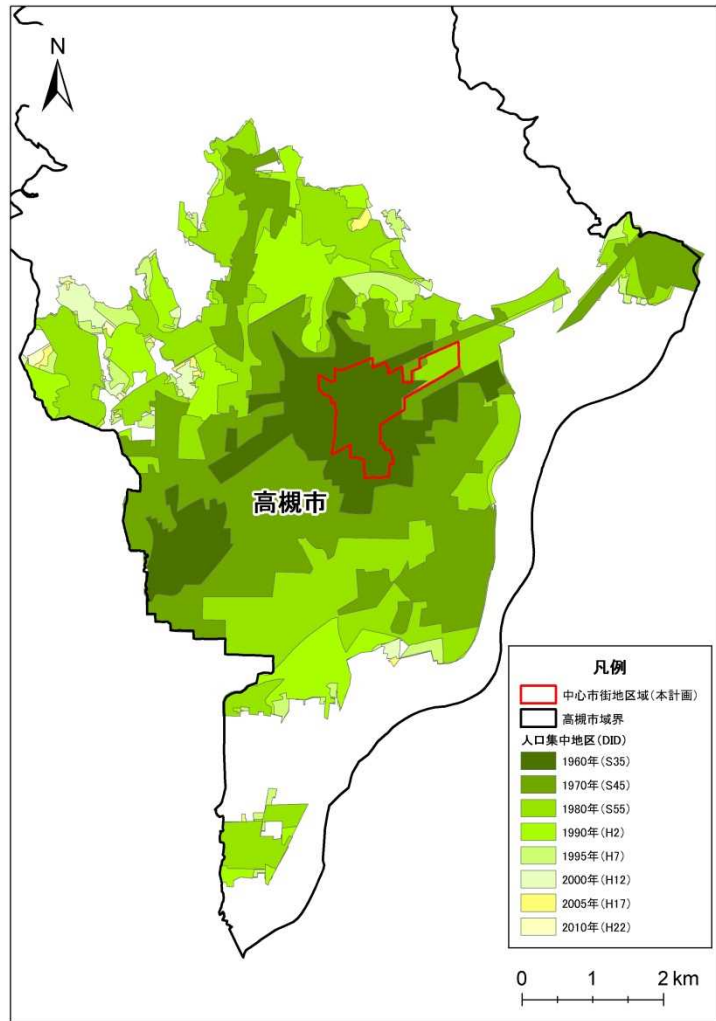 N
高槻市
凡例
中心市街地区域(本計画)
高槻市域界
人口集中地区(DID)
1960年(S35)
1970年(S45)
1980年(S55)
1990年(H2)
1995年(H7)
2000年(H12)
2005年(H17)
2010年(H22)
0 1 2 km